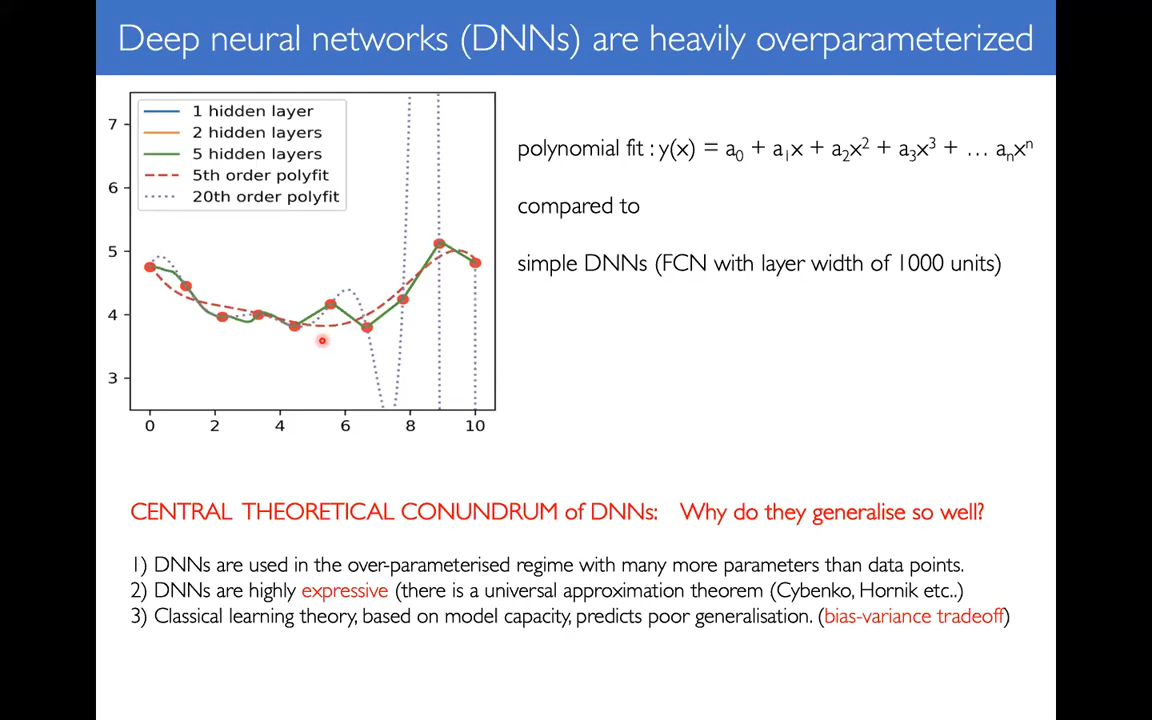 Deep neural networks (DNNs) are heavily overparameterized
1 hidden layer
2 hidden layers
5 hidden layers
5th order polyfit
20th order polyfit
7
6
5
4
3
0 2 4 6 8 10
polynomial fit : y(x) = a₀ + a₁x + a₂x² + a₃x³ + … aₙxⁿ
compared to
simple DNNs (FCN with layer width of 1000 units)
CENTRAL THEORETICAL CONUNDRUM of DNNs: Why do they generalise so well?
1) DNNs are used in the over-parameterised regime with many more parameters than data points.
2) DNNs are highly expressive (there is a universal approximation theorem (Cybenko, Hornik etc..)
3) Classical learning theory, based on model capacity, predicts poor generalisation. (bias-variance tradeoff)